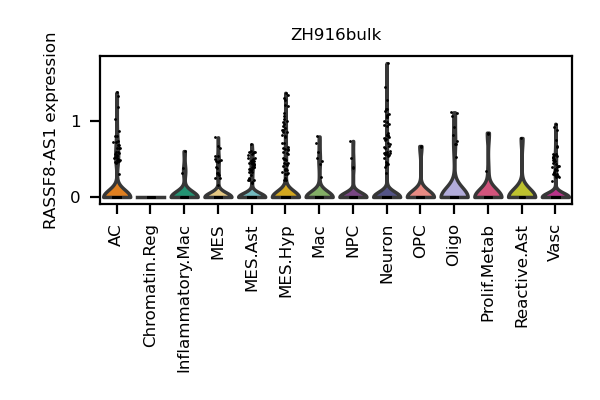 ZH916bulk
RASSF8-AS1 expression
1
0
AC
Chromatin.Reg
Inflammatory.Mac
MES
MES.Ast
MES.Hyp
Mac
NPC
Neuron
OPC
Oligo
Prolif.Metab
Reactive.Ast
Vasc